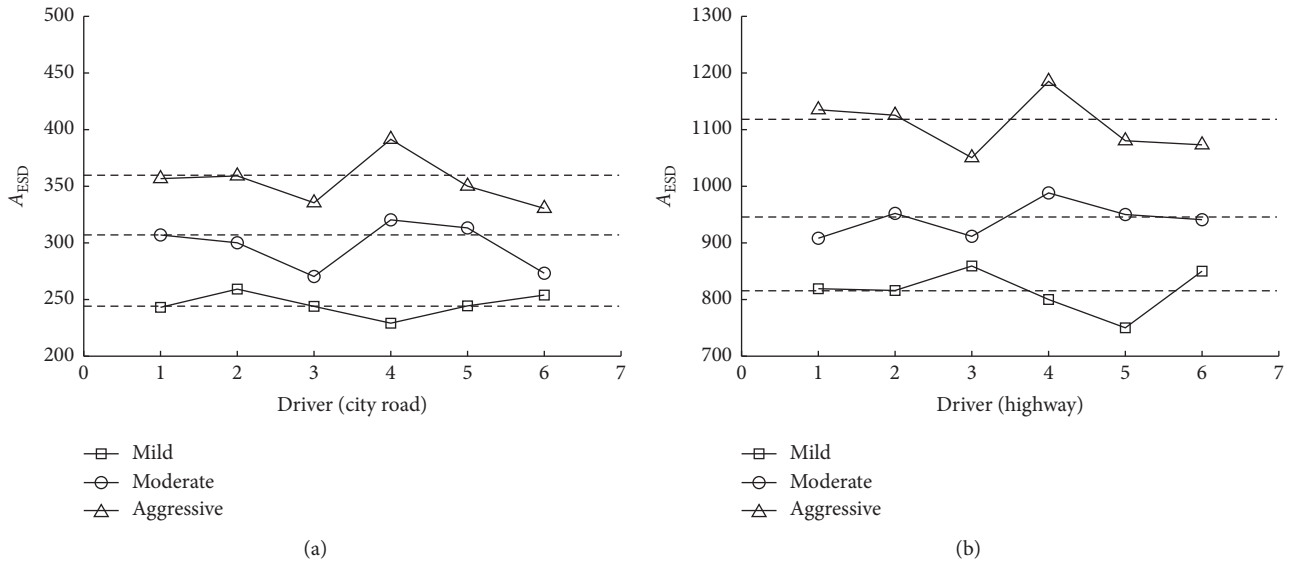 500
450
400
350
300
250
200
A_ESD
0 1 2 3 4 5 6 7
Driver (city road)
Mild
Moderate
Aggressive
(a)
1300
1200
1100
1000
900
800
700
A_ESD
0 1 2 3 4 5 6 7
Driver (highway)
Mild
Moderate
Aggressive
(b)